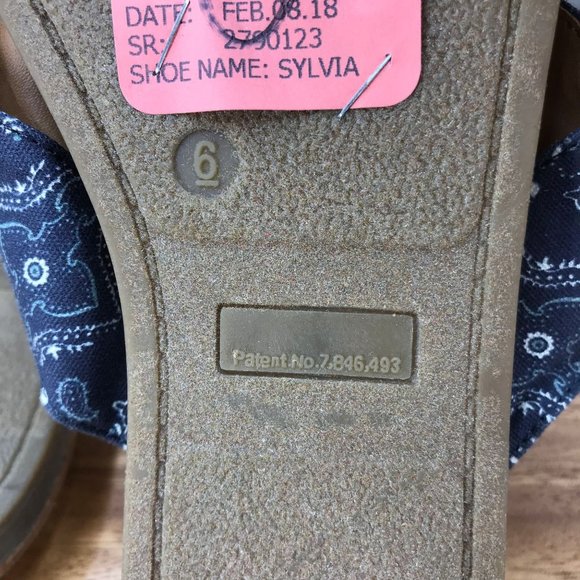 DATE: FEB.08.18
SR: 2790123
SHOE NAME: SYLVIA
6
Patent.No.7.846.493